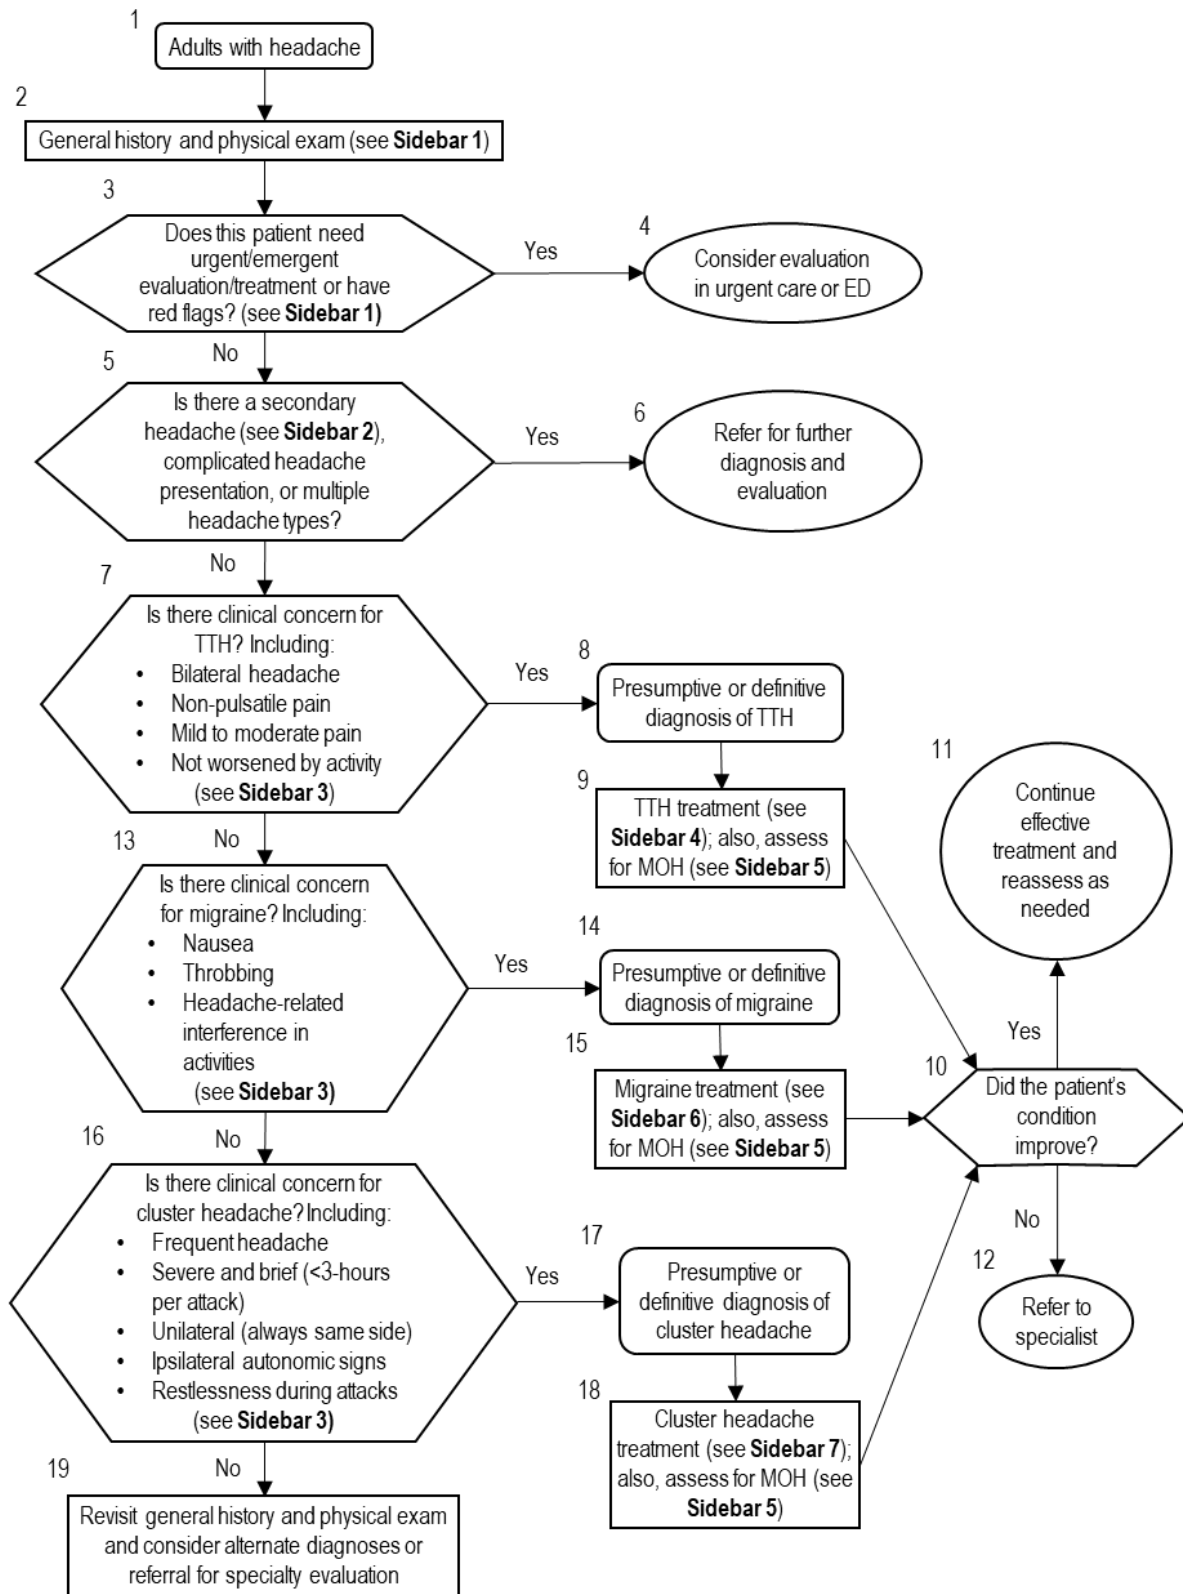 1
Adults with headache
2
General history and physical exam (see Sidebar 1)
3
Does this patient need
urgent/emergent
evaluation/treatment or have
red flags? (see Sidebar 1)
Yes
4
Consider evaluation
in urgent care or ED
No
5
Is there a secondary
headache (see Sidebar 2),
complicated headache
presentation, or multiple
headache types?
Yes
6
Refer for further
diagnosis and
evaluation
No
7
Is there clinical concern for
TTH? Including:
• Bilateral headache
• Non-pulsatile pain
• Mild to moderate pain
• Not worsened by activity
(see Sidebar 3)
Yes
8
Presumptive or definitive
diagnosis of TTH
9
TTH treatment (see
Sidebar 4); also, assess
for MOH (see Sidebar 5)
11
Continue
effective
treatment and
reassess as
needed
No
13
Is there clinical concern
for migraine? Including:
• Nausea
• Throbbing
• Headache-related
interference in
activities
(see Sidebar 3)
Yes
14
Presumptive or definitive
diagnosis of migraine
15
Migraine treatment (see
Sidebar 6); also, assess
for MOH (see Sidebar 5)
Yes
10
Did the patient's
condition
improve?
No
12
Refer to
specialist
No
16
Is there clinical concern for
cluster headache? Including:
• Frequent headache
• Severe and brief (<3-hours
per attack)
• Unilateral (always same side)
• Ipsilateral autonomic signs
• Restlessness during attacks
(see Sidebar 3)
Yes
17
Presumptive or
definitive diagnosis of
cluster headache
18
Cluster headache
treatment (see Sidebar 7);
also, assess for MOH (see
Sidebar 5)
No
19
Revisit general history and physical exam
and consider alternate diagnoses or
referral for specialty evaluation